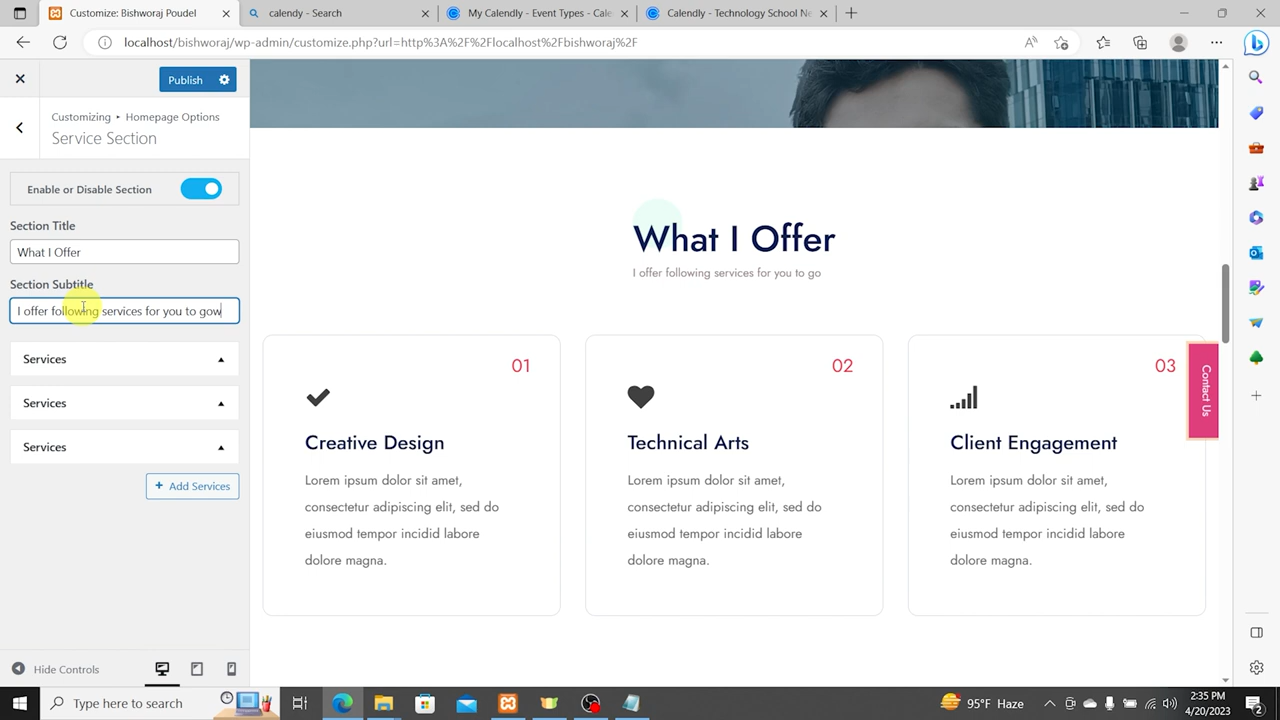 Customize: Bishworaj Poudel
calendy - Search
My Calendly - Event Types - Cale
Calendly - Technology School Ne
localhost/bishworaj/wp-admin/customize.php?url=http%3A%2F%2Flocalhost%2Fbishworaj%2F
Publish
Customizing ▸ Homepage Options
Service Section
Enable or Disable Section
Section Title
What I Offer
Section Subtitle
I offer following services for you to gow
Services
Services
Services
+ Add Services
Hide Controls
What I Offer
I offer following services for you to go
01
Creative Design
Lorem ipsum dolor sit amet,
consectetur adipiscing elit, sed do
eiusmod tempor incidid labore
dolore magna.
02
Technical Arts
Lorem ipsum dolor sit amet,
consectetur adipiscing elit, sed do
eiusmod tempor incidid labore
dolore magna.
03
Client Engagement
Lorem ipsum dolor sit amet,
consectetur adipiscing elit, sed do
eiusmod tempor incidid labore
dolore magna.
Contact Us
Type here to search
95°F Haze
2:35 PM
4/20/2023
2